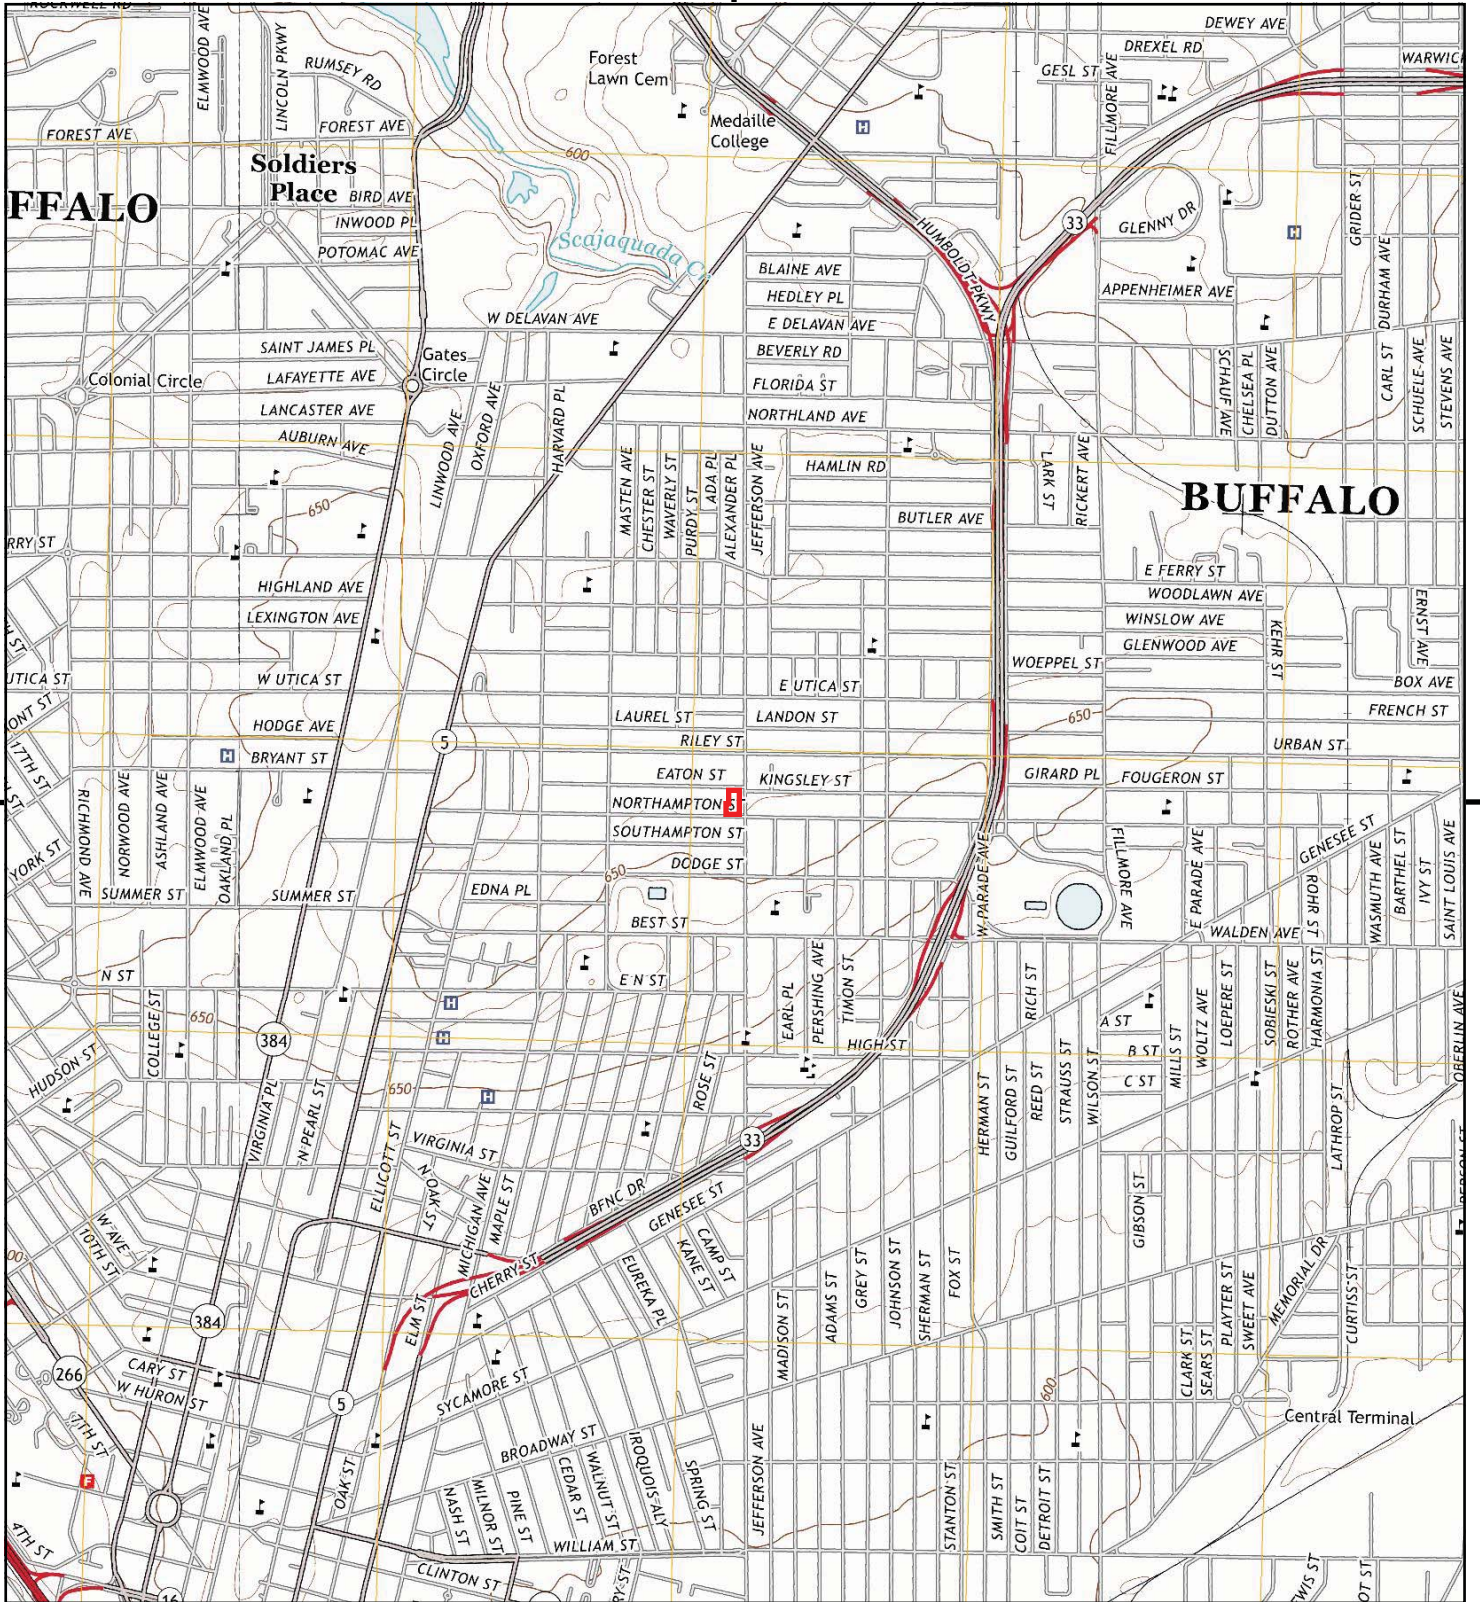 DEWEY AVE
DREXEL RD
WARWICK
GESL ST
FILLMORE AVE
ELMWOOD AVE
LINCOLN PKWY
RUMSEY RD
Forest
Lawn Cem
Medaille
College
FOREST AVE
FOREST AVE
600
Soldiers
Place
BIRD AVE
FFALO
INWOOD PL
POTOMAC AVE
Scajaquada Cr
HUMBOLDT PKWY
33
GLENNY DR
GRIDER ST
BLAINE AVE
HEDLEY PL
APPENHEIMER AVE
DURHAM AVE
W DELAVAN AVE
E DELAVAN AVE
SAINT JAMES PL
Gates
Circle
BEVERLY RD
Colonial Circle
LAFAYETTE AVE
FLORIDA ST
LANCASTER AVE
NORTHLAND AVE
AUBURN AVE
LINWOOD AVE
OXFORD AVE
HARVARD PL
SCHAUF AVE
CHELSEA PL
DUTTON AVE
CARL ST
SCHUELE AVE
STEVENS AVE
HAMLIN RD
MASTEN AVE
CHESTER ST
WAVERLY ST
PURDY ST
ADA PL
ALEXANDER PL
JEFFERSON AVE
LARK ST
RICKERT AVE
BUFFALO
650
BUTLER AVE
RRY ST
E FERRY ST
HIGHLAND AVE
WOODLAWN AVE
LEXINGTON AVE
WINSLOW AVE
GLENWOOD AVE
KEHR ST
ERNST AVE
H ST
WOEPPEL ST
UTICA ST
W UTICA ST
E UTICA ST
BOX AVE
ONT ST
LAUREL ST
LANDON ST
650
FRENCH ST
HODGE AVE
5
RILEY ST
URBAN ST
17TH ST
BRYANT ST
H
EATON ST
KINGSLEY ST
GIRARD PL
FOUGERON ST
NORTHAMPTON ST
SOUTHAMPTON ST
DODGE ST
RICHMOND AVE
NORWOOD AVE
ASHLAND AVE
ELMWOOD AVE
OAKLAND PL
YORK ST
650
W PARADE AVE
FILLMORE AVE
E PARADE AVE
GENESEE ST
ROHR ST
WASMUTH AVE
BARTHEL ST
IVY ST
SAINT LOUIS AVE
SUMMER ST
SUMMER ST
EDNA PL
BEST ST
WALDEN AVE
N ST
E N ST
COLLEGE ST
650
EARL PL
PERSHING AVE
TIMON ST
RICH ST
A ST
WOLTZ AVE
LOEPERE ST
SOBIESKI ST
ROTHER AVE
HARMONIA ST
384
HIGH ST
B ST
C ST
MILLS ST
OBERLIN AVE
HUDSON ST
650
H
ROSE ST
HERMAN ST
GUILFORD ST
REED ST
STRAUSS ST
WILSON ST
LATHROP ST
VIRGINIA PL
N PEARL ST
ELLICOTT ST
VIRGINIA ST
33
N OAK ST
MICHIGAN AVE
MAPLE ST
BFNC DR
GENESEE ST
GIBSON ST
W AVE
10TH ST
CHERRY ST
EUREKA PL
CAMP ST
KANE ST
ADAMS ST
GREY ST
JOHNSON ST
SHERMAN ST
FOX ST
MEMORIAL DR
CURTISS ST
384
ELM ST
MADISON ST
CLARK ST
SEARS ST
PLAYTER ST
SWEET AVE
266
CARY ST
W HURON ST
SYCAMORE ST
5
600
Central Terminal
7TH ST
BROADWAY ST
F
OAK ST
NASH ST
MILNOR ST
PINE ST
CEDAR ST
WALNUT ST
IROQUOIS ALY
SPRING ST
JEFFERSON AVE
STANTON ST
SMITH ST
COIT ST
DETROIT ST
4TH ST
WILLIAM ST
CLINTON ST
RY ST
WIS ST
OT ST
16